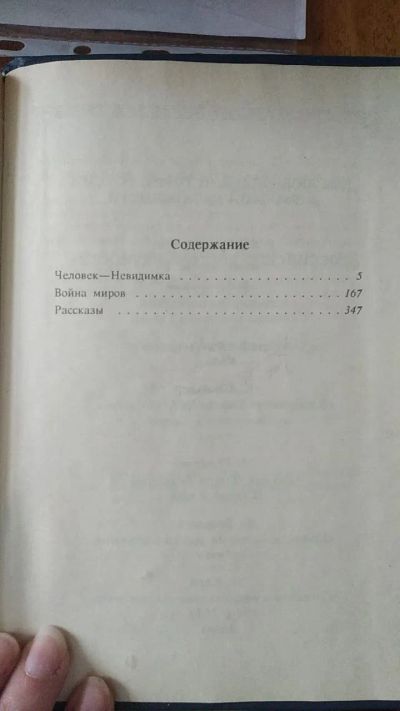 Содержание
Человек—Невидимка . . . . . . . . . . . . . . . . . . . . 5
Война миров . . . . . . . . . . . . . . . . . . . . . . . . . 167
Рассказы . . . . . . . . . . . . . . . . . . . . . . . . . . . 347